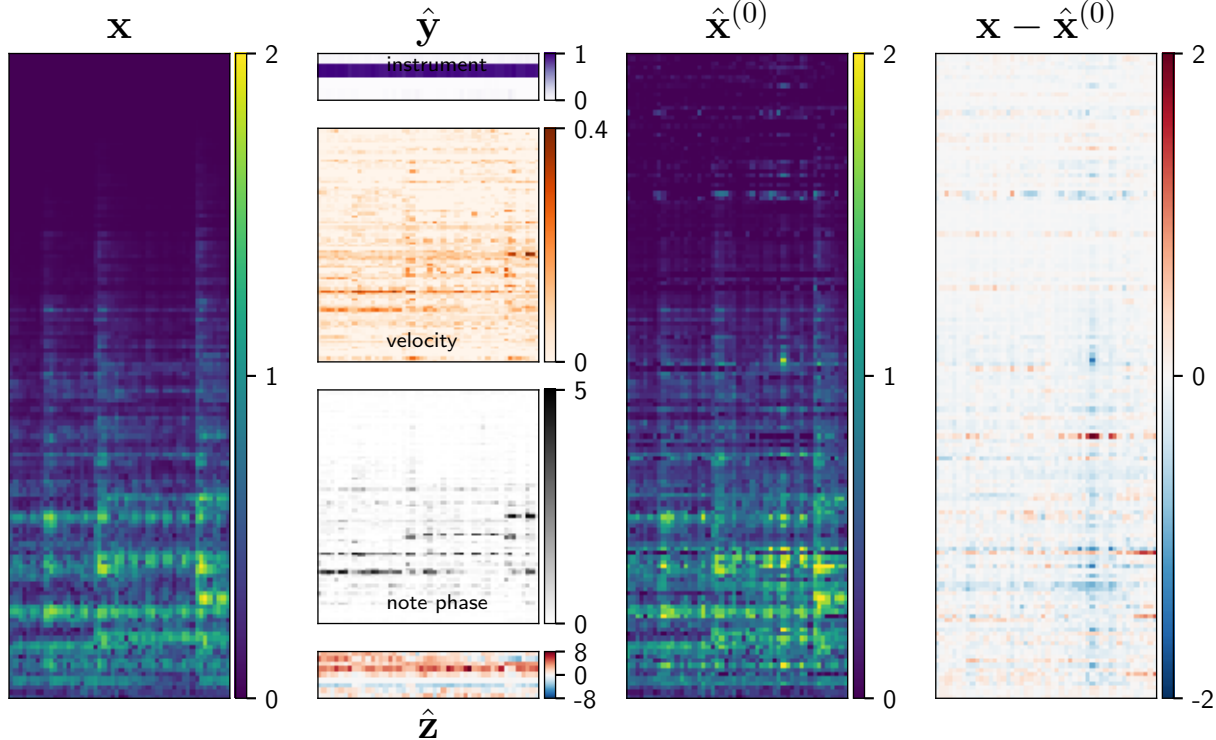 x
ŷ
x̂⁽⁰⁾
x − x̂⁽⁰⁾
2
1
0
instrument
1
0
0.4
velocity
0
5
note phase
0
8
0
-8
ẑ
2
1
0
2
0
-2